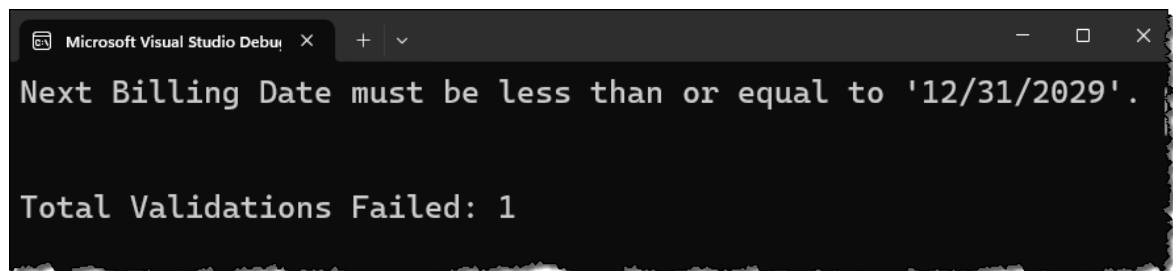 Microsoft Visual Studio Debug
Next Billing Date must be less than or equal to '12/31/2029'.
Total Validations Failed: 1